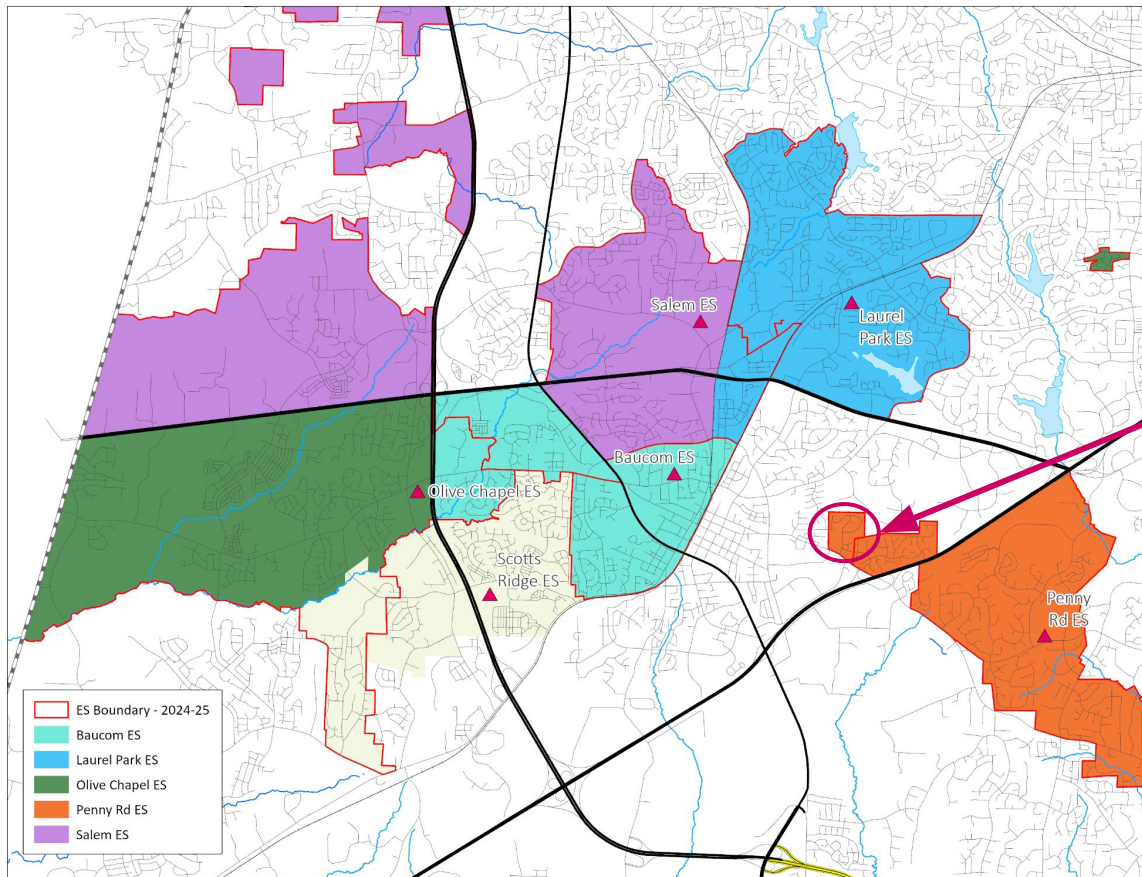 Salem ES
Laurel
Park ES
Baucom ES
Olive Chapel ES
Scotts
Ridge ES
Penny
Rd ES
ES Boundary - 2024-25
Baucom ES
Laurel Park ES
Olive Chapel ES
Penny Rd ES
Salem ES